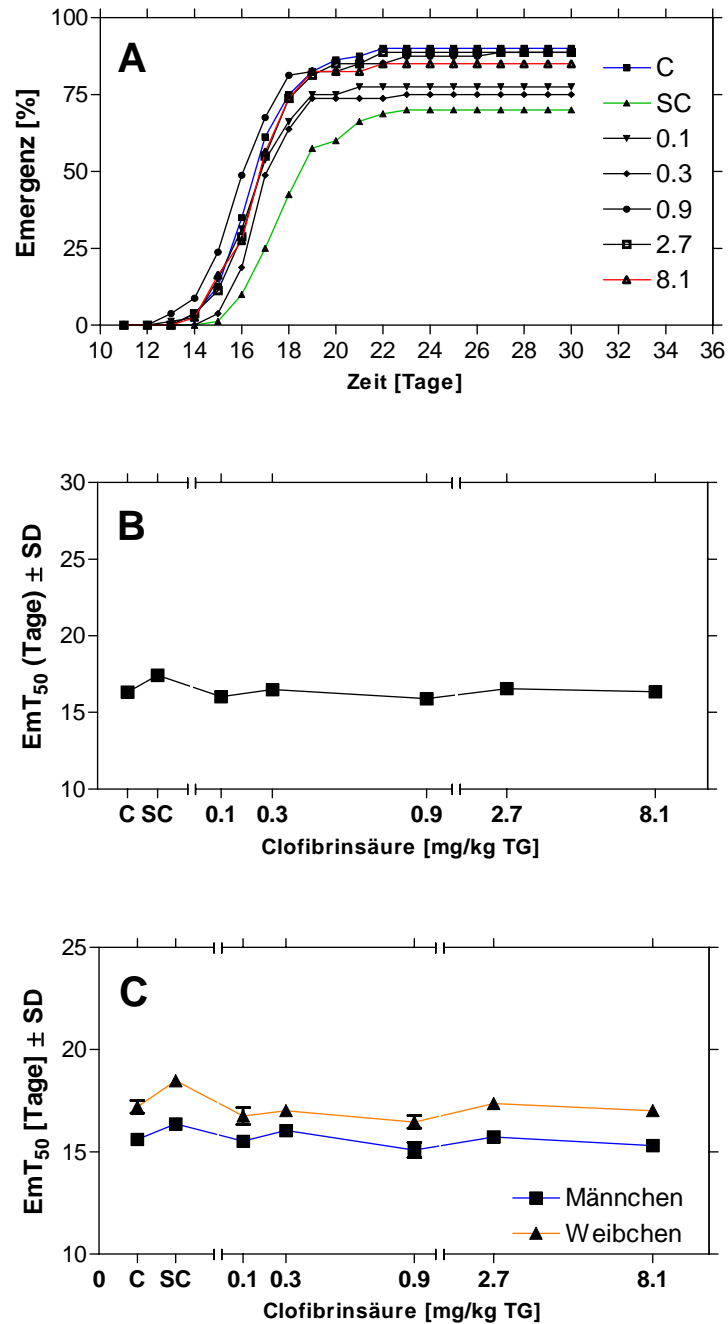 A
Emergenz [%]
100
75
50
25
0
10 12 14 16 18 20 22 24 26 28 30 32 34 36
Zeit [Tage]
C
SC
0.1
0.3
0.9
2.7
8.1
B
EmT50 (Tage) ± SD
30
25
20
15
10
C SC 0.1 0.3 0.9 2.7 8.1
Clofibrinsäure [mg/kg TG]
C
EmT50 [Tage] ± SD
25
20
15
10
Männchen
Weibchen
0 C SC 0.1 0.3 0.9 2.7 8.1
Clofibrinsäure [mg/kg TG]